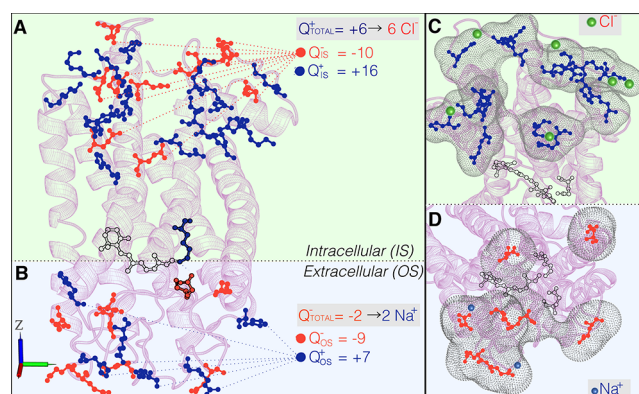 A
Q⁺TOTAL = +6 → 6 Cl⁻
Q⁻IS = -10
Q⁺IS = +16
Intracellular (IS)
Extracellular (OS)
B
Q⁻TOTAL = -2 → 2 Na⁺
Q⁻OS = -9
Q⁺OS = +7
Z
C
Cl⁻
D
Na⁺